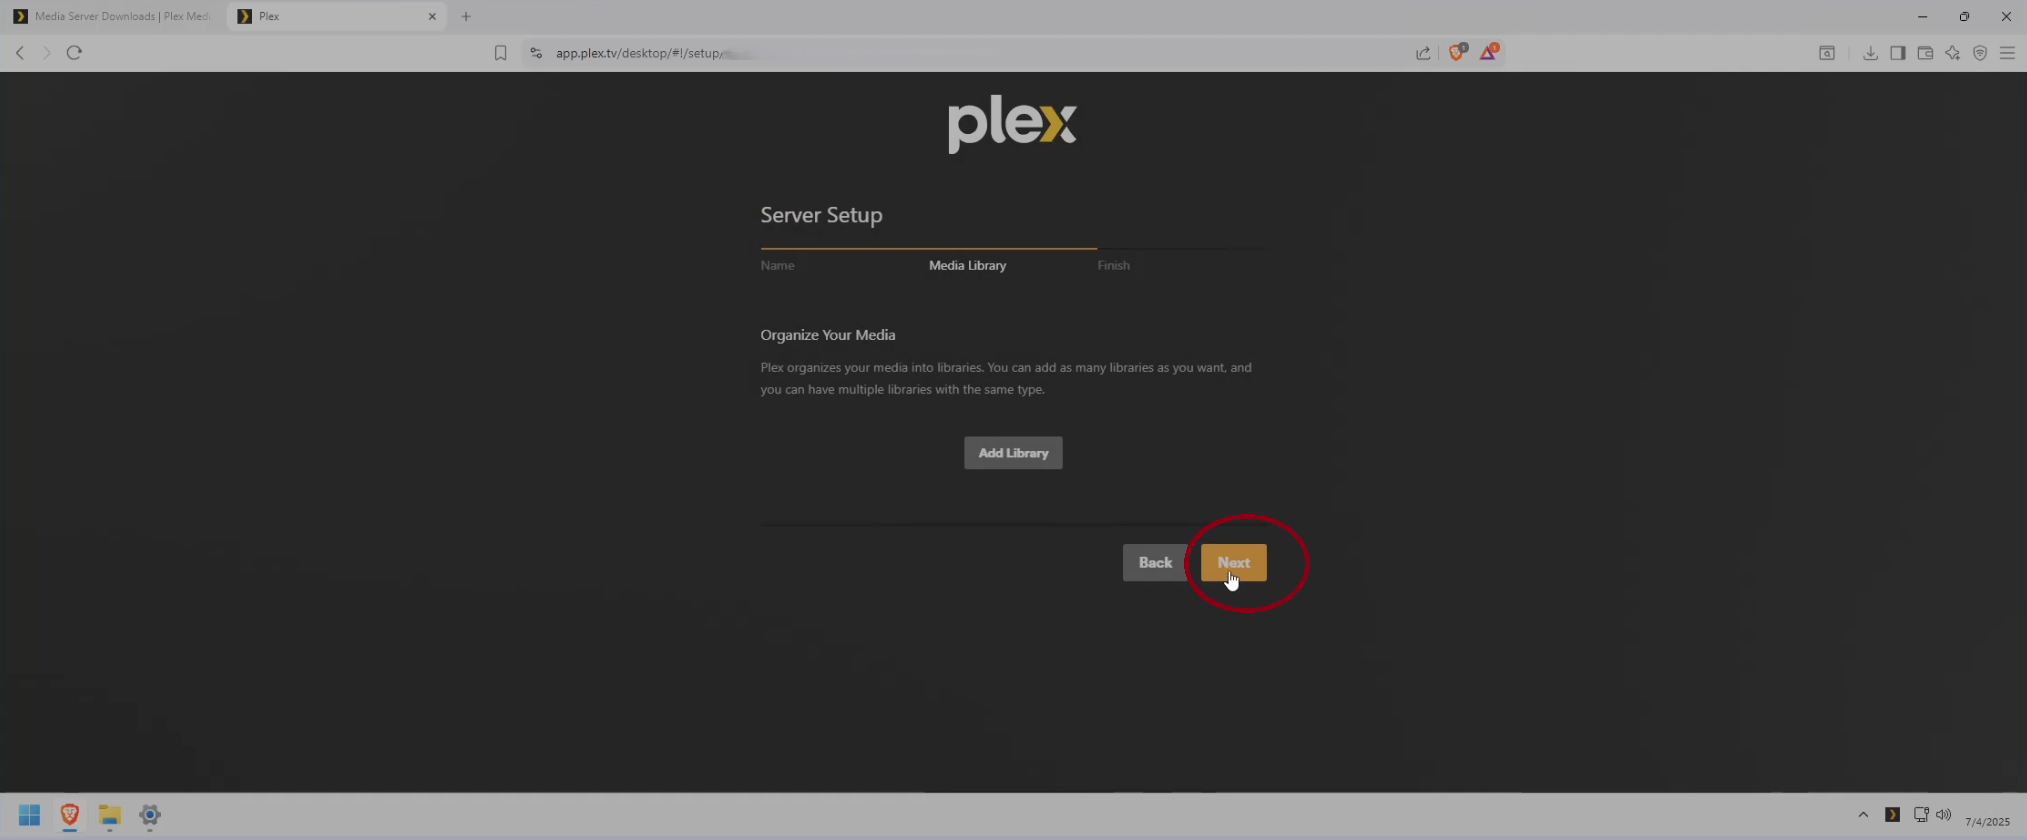 Media Server Downloads | Plex Medi
Plex
app.plex.tv/desktop/#!/setup/
plex
Server Setup
Name
Media Library
Finish
Organize Your Media
Plex organizes your media into libraries. You can add as many libraries as you want, and
you can have multiple libraries with the same type.
Add Library
Back
Next
7/4/2025